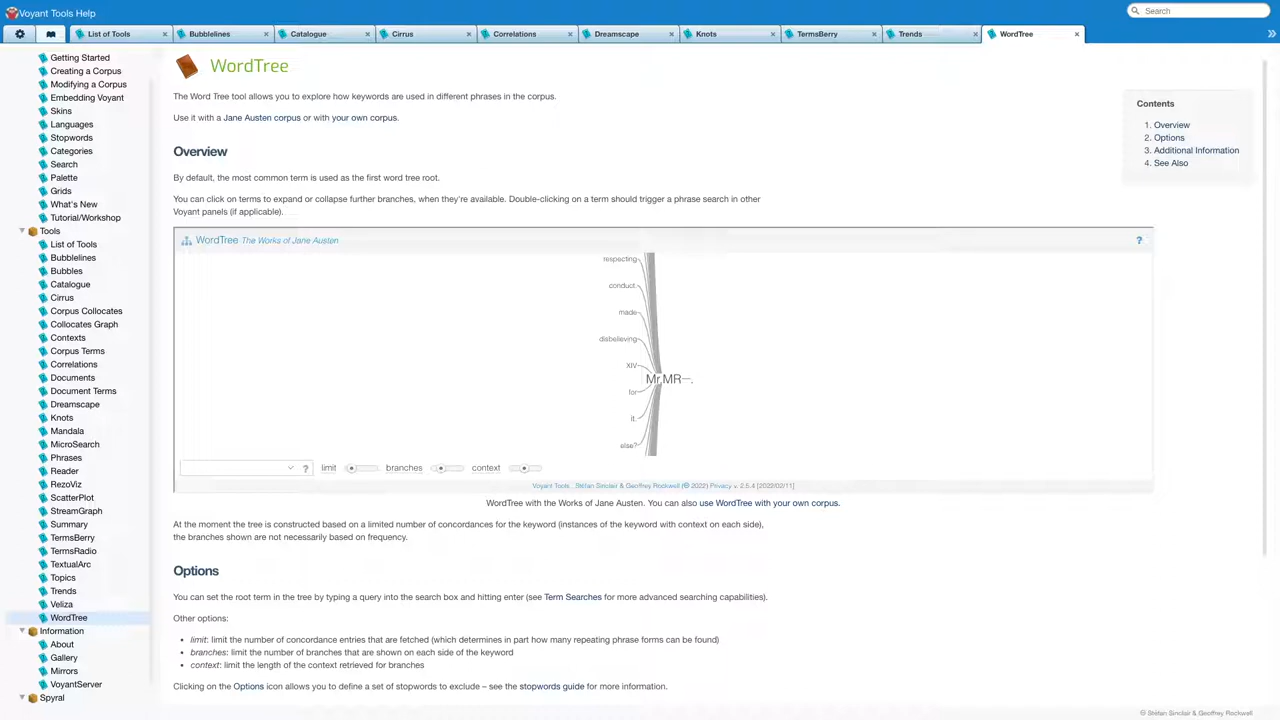 Voyant Tools Help
Search
List of Tools
Bubblelines
Catalogue
Cirrus
Correlations
Dreamscape
Knots
TermsBerry
Trends
WordTree
Getting Started
Creating a Corpus
Modifying a Corpus
Embedding Voyant
Skins
Languages
Stopwords
Categories
Search
Palette
Grids
What's New
Tutorial/Workshop
Tools
List of Tools
Bubblelines
Bubbles
Catalogue
Cirrus
Corpus Collocates
Collocates Graph
Contexts
Corpus Terms
Correlations
Documents
Document Terms
Dreamscape
Knots
Mandala
MicroSearch
Phrases
Reader
RezoViz
ScatterPlot
StreamGraph
Summary
TermsBerry
TermsRadio
TextualArc
Topics
Trends
Veliza
WordTree
Information
About
Gallery
Mirrors
VoyantServer
Spyral
WordTree
The Word Tree tool allows you to explore how keywords are used in different phrases in the corpus.
Use it with a Jane Austen corpus or with your own corpus.
Overview
By default, the most common term is used as the first word tree root.
You can click on terms to expand or collapse further branches, when they're available. Double-clicking on a term should trigger a phrase search in other
Voyant panels (if applicable).
WordTree The Works of Jane Austen
?
respecting
conduct.
made
disbelieving
XIV
Mr.MR—.
for
it.
else?
? limit branches context
Voyant Tools , Stéfan Sinclair & Geoffrey Rockwell (© 2022) Privacy v. 2.5.4 [2022/02/11]
WordTree with the Works of Jane Austen. You can also use WordTree with your own corpus.
At the moment the tree is constructed based on a limited number of concordances for the keyword (instances of the keyword with context on each side),
the branches shown are not necessarily based on frequency.
Options
You can set the root term in the tree by typing a query into the search box and hitting enter (see Term Searches for more advanced searching capabilities).
Other options:
• limit: limit the number of concordance entries that are fetched (which determines in part how many repeating phrase forms can be found)
• branches: limit the number of branches that are shown on each side of the keyword
• context: limit the length of the context retrieved for branches
Clicking on the Options icon allows you to define a set of stopwords to exclude – see the stopwords guide for more information.
Contents
1. Overview
2. Options
3. Additional Information
4. See Also
© Stéfan Sinclair & Geoffrey Rockwell